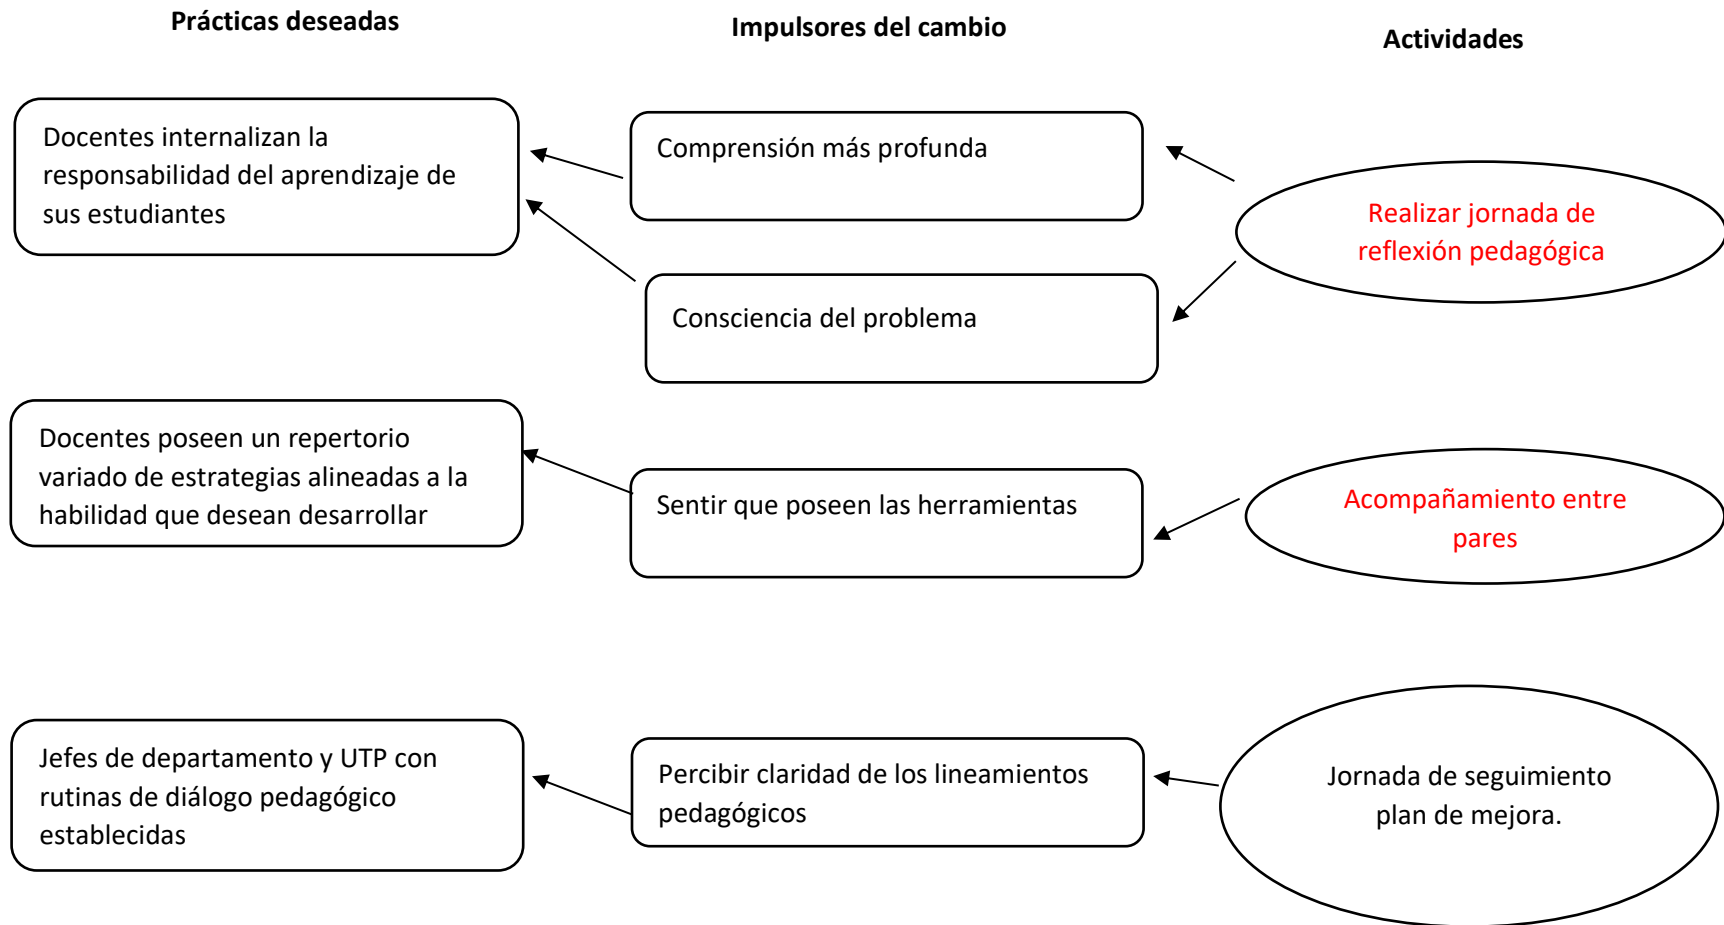 Prácticas deseadas
Impulsores del cambio
Actividades
Docentes internalizan la
responsabilidad del aprendizaje de
sus estudiantes
Comprensión más profunda
Realizar jornada de
reflexión pedagógica
Consciencia del problema
Docentes poseen un repertorio
variado de estrategias alineadas a la
habilidad que desean desarrollar
Sentir que poseen las herramientas
Acompañamiento entre
pares
Jefes de departamento y UTP con
rutinas de diálogo pedagógico
establecidas
Percibir claridad de los lineamientos
pedagógicos
Jornada de seguimiento
plan de mejora.